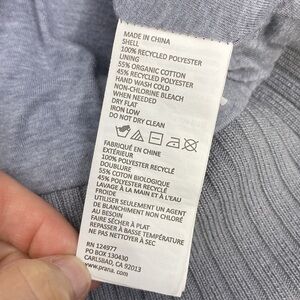 MADE IN CHINA
SHELL
100% RECYCLED POLYESTER
LINING
55% ORGANIC COTTON
45% RECYCLED POLYESTER
HAND WASH COLD
NON-CHLORINE BLEACH
WHEN NEEDED
DRY FLAT
IRON LOW
DO NOT DRY CLEAN
FABRIQUÉ EN CHINE
EXTÉRIEUR
100% POLYESTER RECYCLÉ
DOUBLURE
55% COTON BIOLOGIQUE
45% POLYESTER RECYCLÉ
LAVAGE À LA MAIN ET À L'EAU
FROIDE
UTILISER SEULEMENT UN AGENT
DE BLANCHIMENT NON CHLORÉ
AU BESOIN
FAIRE SÉCHER À PLAT
REPASSER À BASSE TEMP.
NE PAS NETTOYER À SEC
RN 124977
PO BOX 130430
CARLSBAD, CA 92013
www.prana.com